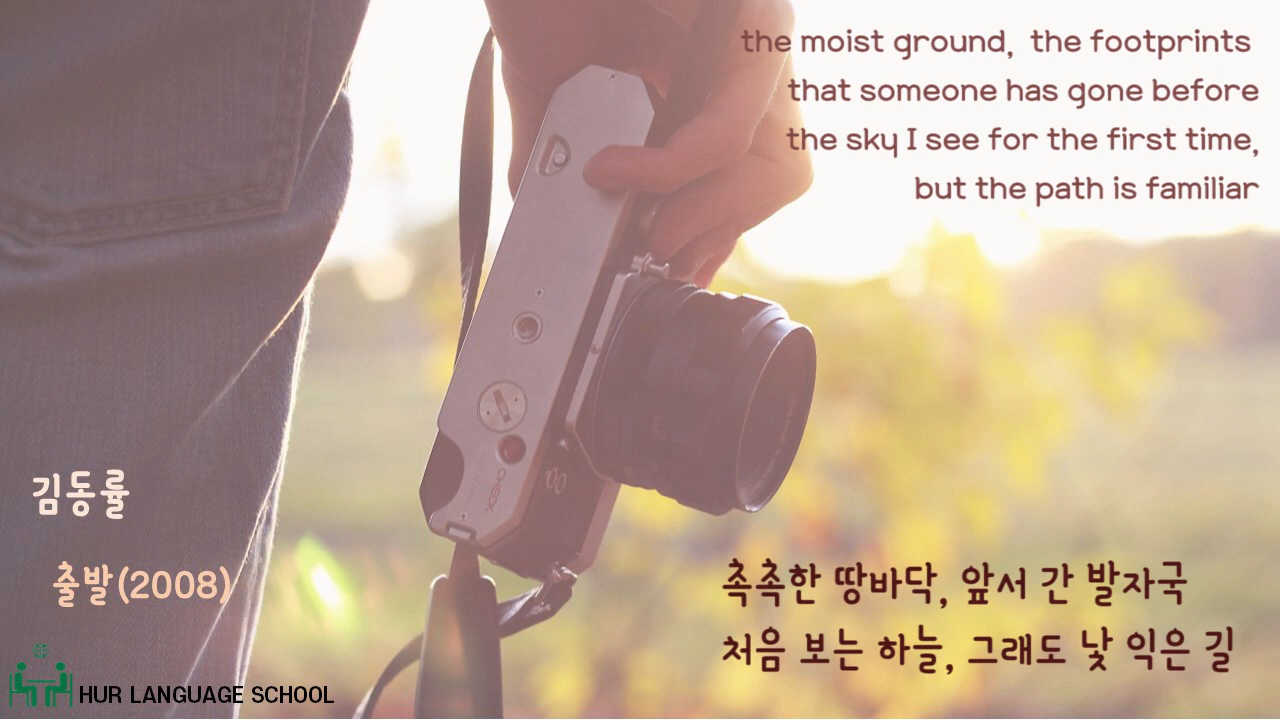 the moist ground, the footprints
that someone has gone before
the sky I see for the first time,
but the path is familiar
CHECK
김동률
출발(2008)
촉촉한 땅바닥, 앞서 간 발자국
처음 보는 하늘, 그래도 낯 익은 길
HUR LANGUAGE SCHOOL